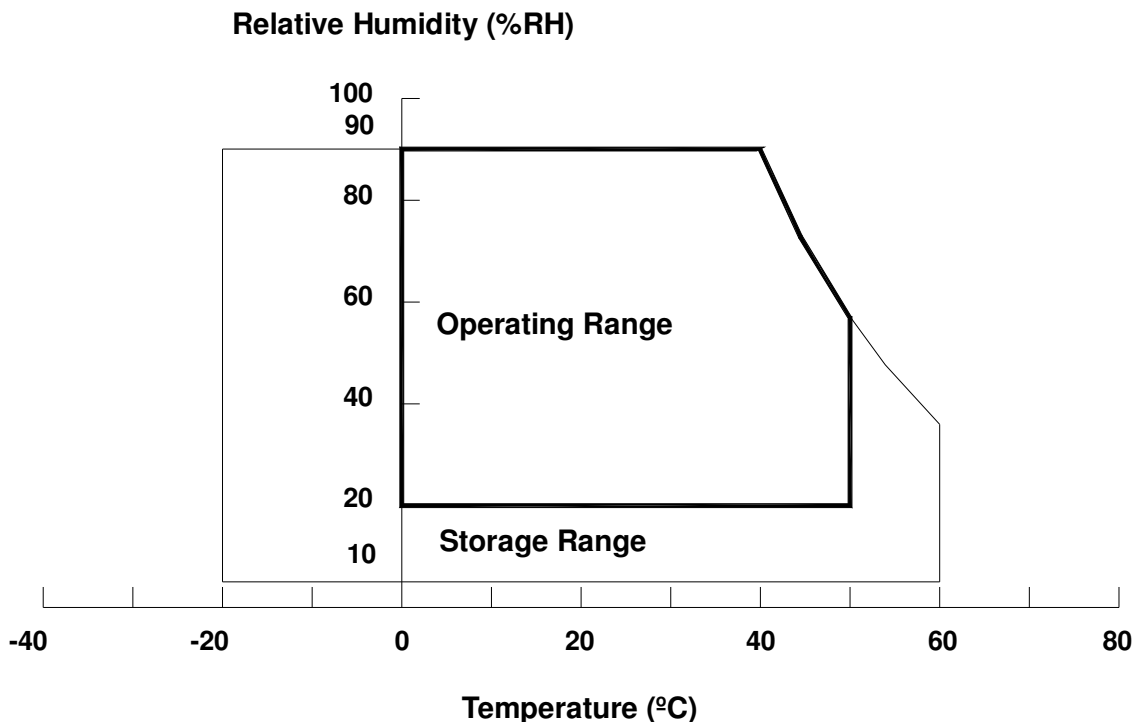 Relative Humidity (%RH)
100
90
80
60
Operating Range
40
20
Storage Range
10
-40 -20 0 20 40 60 80
Temperature (ºC)